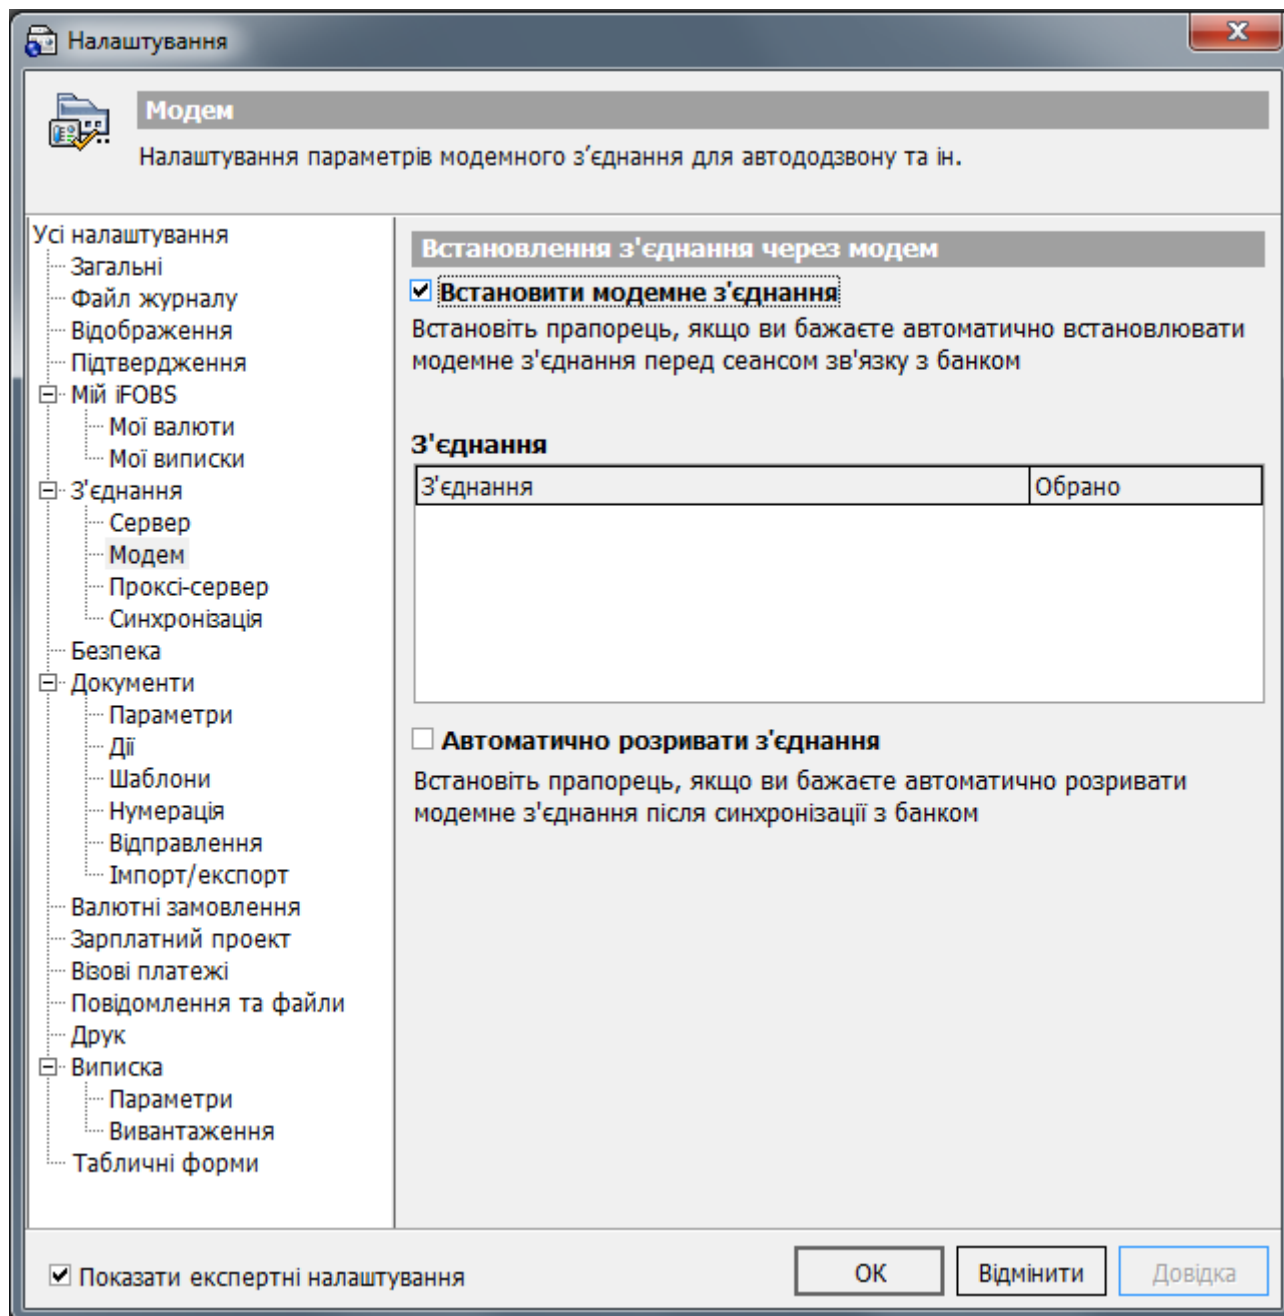 Налаштування
Модем
Налаштування параметрів модемного з’єднання для автододзвону та ін.
Усі налаштування
Загальні
Файл журналу
Відображення
Підтвердження
Мій iFOBS
Мої валюти
Мої виписки
З'єднання
Сервер
Модем
Проксі-сервер
Синхронізація
Безпека
Документи
Параметри
Дії
Шаблони
Нумерація
Відправлення
Імпорт/експорт
Валютні замовлення
Зарплатний проект
Візові платежі
Повідомлення та файли
Друк
Виписка
Параметри
Вивантаження
Табличні форми
Встановлення з'єднання через модем
Встановити модемне з'єднання
Встановіть прапорець, якщо ви бажаєте автоматично встановлювати
модемне з'єднання перед сеансом зв'язку з банком
З'єднання
З'єднання Обрано
Автоматично розривати з'єднання
Встановіть прапорець, якщо ви бажаєте автоматично розривати
модемне з'єднання після синхронізації з банком
Показати експертні налаштування
ОК Відмінити Довідка